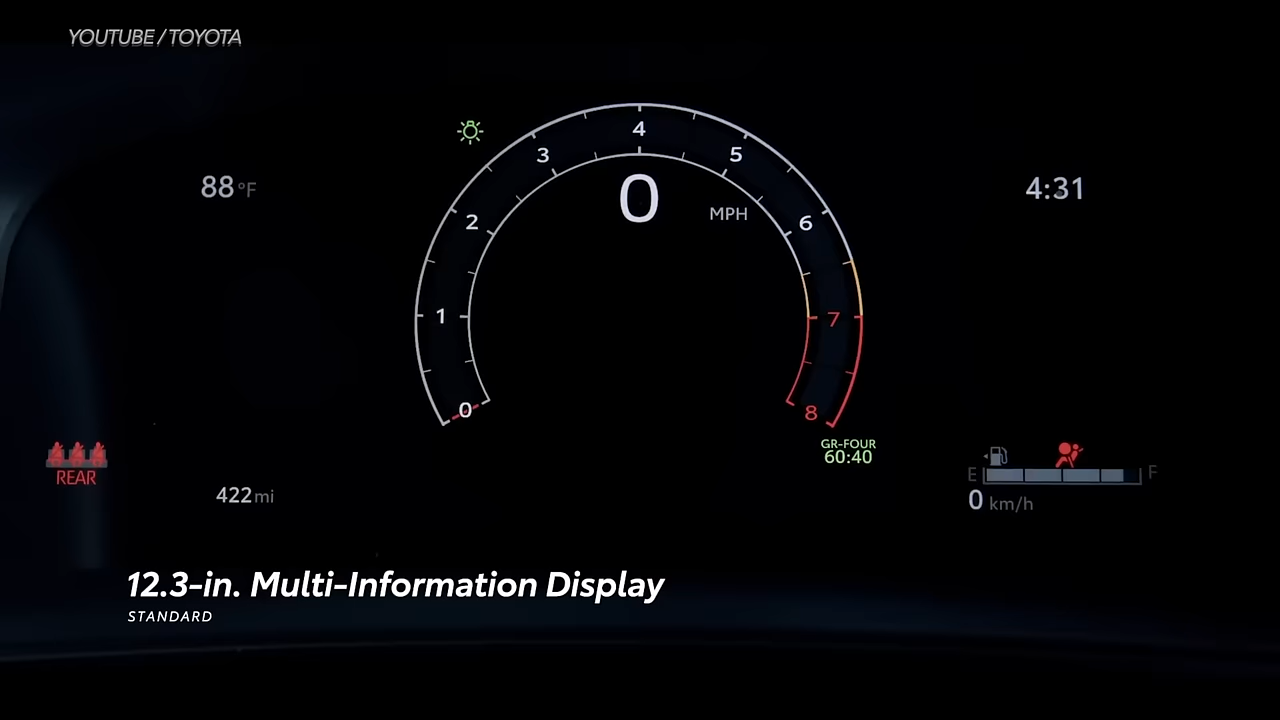 YOUTUBE / TOYOTA
88 °F
4:31
0
1
2
3
4
5
6
7
8
0
MPH
REAR
422 mi
GR-FOUR
60:40
E
F
0 km/h
12.3-in. Multi-Information Display
STANDARD